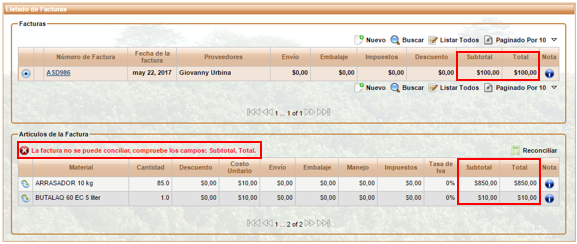 Listado de Facturas
Facturas
Nuevo Buscar Listar Todos Paginado Por 10
Número de Factura Fecha de la factura Proveedores Envío Embalaje Impuestos Descuento Subtotal Total Nota
ASD986 may 22, 2017 Giovanny Urbina $0,00 $0,00 $0,00 $0,00 $100,00 $100,00
Nuevo Buscar Listar Todos Paginado Por 10
1 ... 1 of 1
Artículos de la Factura
La factura no se puede conciliar, compruebe los campos: Subtotal, Total.
Reconciliar
Material Cantidad Descuento Costo Unitario Envío Embalaje Manejo Impuestos Tasa de Iva Subtotal Total Nota
ARRASADOR 10 kg 85.0 $0,00 $10,00 $0,00 $0,00 $0,00 $0,00 0% $850,00 $850,00
BUTALAQ 60 EC 5 liter 1.0 $0,00 $10,00 $0,00 $0,00 $0,00 $0,00 0% $10,00 $10,00
1 ... 2 of 2